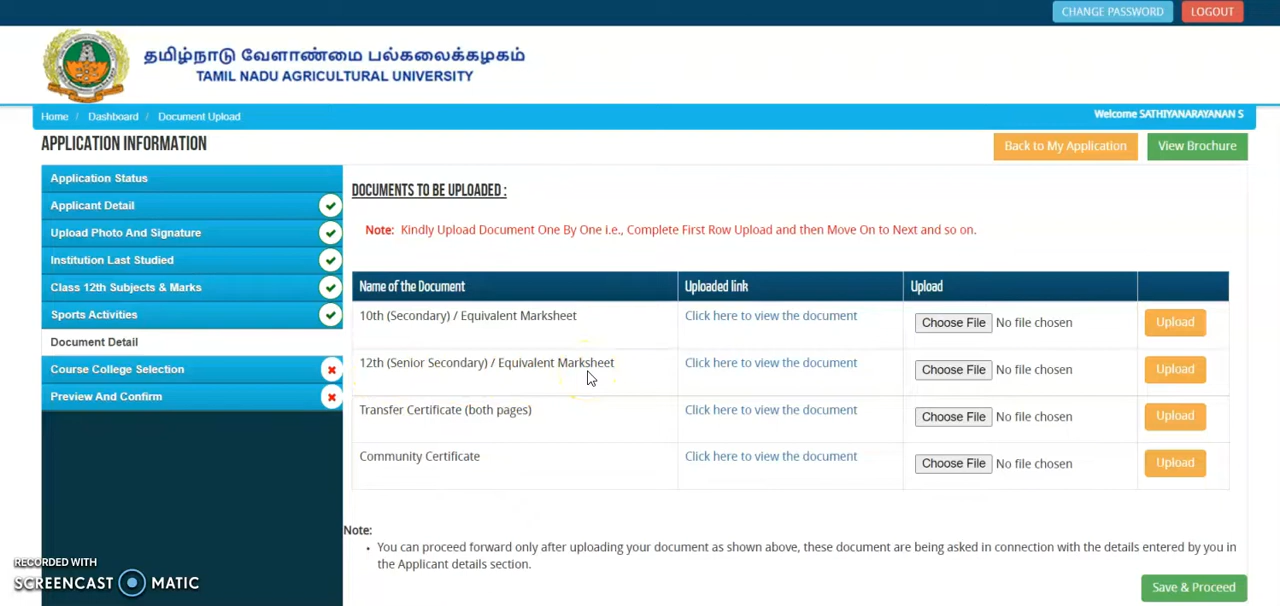 CHANGE PASSWORD LOGOUT
தமிழ்நாடு வேளாண்மை பல்கலைக்கழகம்
TAMIL NADU AGRICULTURAL UNIVERSITY
Home / Dashboard / Document Upload Welcome SATHIYANARAYANAN S
APPLICATION INFORMATION Back to My Application View Brochure
Application Status
Applicant Detail
Upload Photo And Signature
Institution Last Studied
Class 12th Subjects & Marks
Sports Activities
Document Detail
Course College Selection
Preview And Confirm
DOCUMENTS TO BE UPLOADED :
Note: Kindly Upload Document One By One i.e., Complete First Row Upload and then Move On to Next and so on.
Name of the Document Uploaded link Upload
10th (Secondary) / Equivalent Marksheet Click here to view the document Choose File No file chosen Upload
12th (Senior Secondary) / Equivalent Marksheet Click here to view the document Choose File No file chosen Upload
Transfer Certificate (both pages) Click here to view the document Choose File No file chosen Upload
Community Certificate Click here to view the document Choose File No file chosen Upload
Note:
• You can proceed forward only after uploading your document as shown above, these document are being asked in connection with the details entered by you in
the Applicant details section.
Save & Proceed
RECORDED WITH
SCREENCAST MATIC